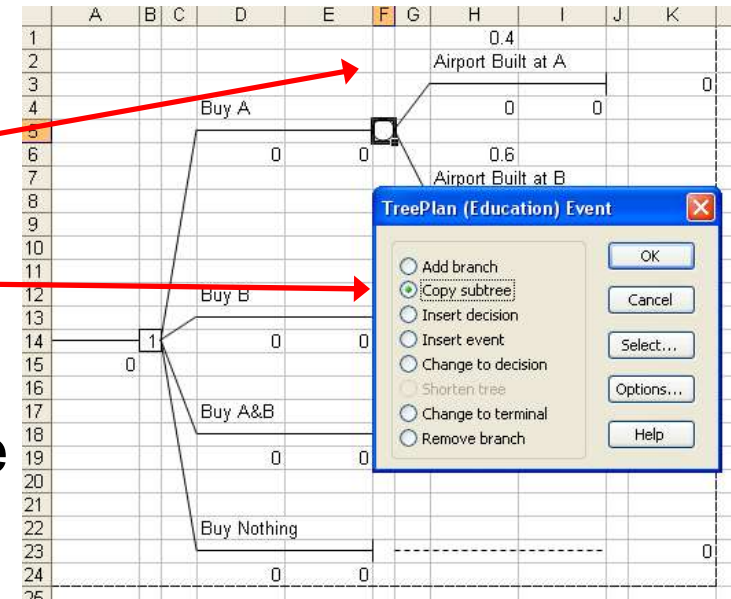 A B C D E F G H I J K
1 0.4
2 Airport Built at A
3 0
4 Buy A 0 0
5
6 0 0 0.6
7 Airport Built at B
8
9
10
11
12 Buy B
13
14 1 0 0
15 0
16
17 Buy A&B
18
19 0 0
20
21
22 Buy Nothing
23 0
24 0 0
25
e
TreePlan (Education) Event
Add branch
Copy subtree
Insert decision
Insert event
Change to decision
Shorten tree
Change to terminal
Remove branch
OK
Cancel
Select...
Options...
Help